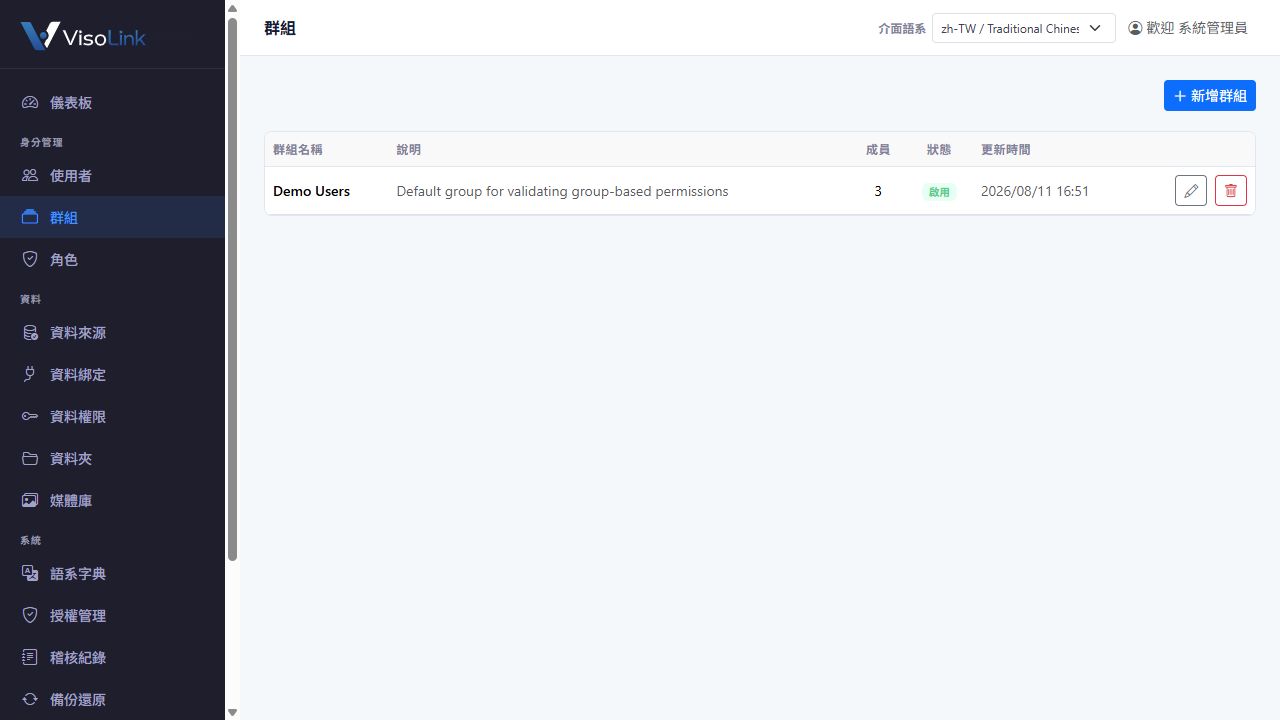 VisoLink
群組
介面語系
zh-TW / Traditional Chines
歡迎 系統管理員
儀表板
身分管理
使用者
群組
角色
資料
資料來源
資料綁定
資料權限
資料夾
媒體庫
系統
語系字典
授權管理
稽核紀錄
備份還原
新增群組
群組名稱 說明 成員 狀態 更新時間
Demo Users Default group for validating group-based permissions 3 啟用 2026/08/11 16:51